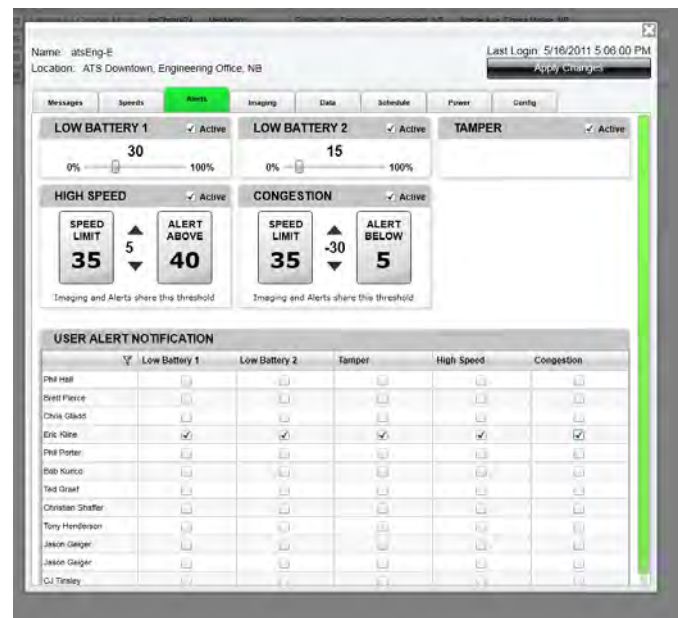 Name: atsEng-E
Last Login: 5/16/2011 5:06:00 PM
Location: ATS Downtown, Engineering Office, NB
Apply Changes
Messages Speeds Alerts Imaging Data Schedule Power Config
LOW BATTERY 1 Active LOW BATTERY 2 Active TAMPER Active
30 15
0% 100% 0% 100%
HIGH SPEED Active CONGESTION Active
SPEED LIMIT 35 5 ALERT ABOVE 40
SPEED LIMIT 35 -30 ALERT BELOW 5
Imaging and Alerts share this threshold Imaging and Alerts share this threshold
USER ALERT NOTIFICATION
Low Battery 1 Low Battery 2 Tamper High Speed Congestion
Phil Hall
Brett Pierce
Chris Gladd
Eric Kline
Phil Porter
Bob Kunco
Ted Graef
Christian Shaffer
Tony Henderson
Jason Geiger
Jason Geiger
CJ Tinsley